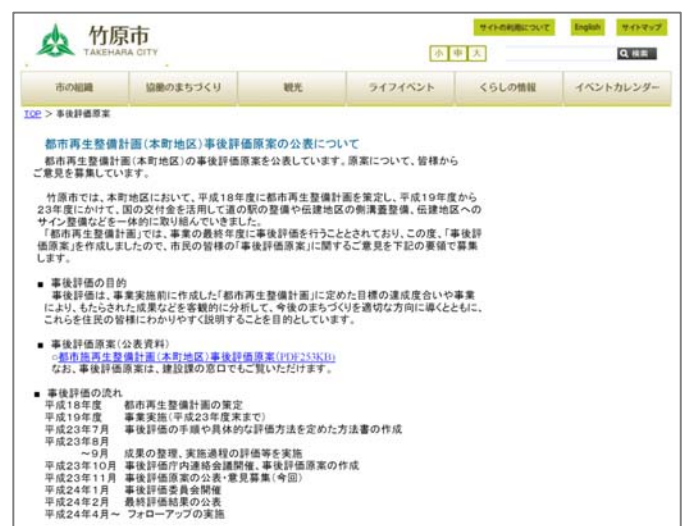 竹原市
TAKEHARA CITY
サイトの利用について English サイトマップ
小 中 大 検索
市の組織 協働のまちづくり 観光 ライフイベント くらしの情報 イベントカレンダー
TOP > 事後評価原案
都市再生整備計画(本町地区)事後評価原案の公表について
都市再生整備計画(本町地区)の事後評価原案を公表しています。原案について、皆様から
ご意見を募集しています。
竹原市では、本町地区において、平成18年度に都市再生整備計画を策定し、平成19年度から
23年度にかけて、国の交付金を活用して道の駅の整備や伝建地区の側溝蓋整備、伝建地区への
サイン整備などを一体的に取り組んでいきました。
「都市再生整備計画」では、事業の最終年度に事後評価を行うこととされており、この度、「事後評
価原案」を作成しましたので、市民の皆様の「事後評価原案」に関するご意見を下記の要領で募集
します。
■ 事後評価の目的
事後評価は、事業実施前に作成した「都市再生整備計画」に定めた目標の達成度合いや事業
により、もたらされた成果などを客観的に分析して、今後のまちづくりを適切な方向に導くとともに、
これらを住民の皆様にわかりやすく説明することを目的としています。
■ 事後評価原案(公表資料)
○都市施再生整備計画(本町地区)事後評価原案(PDF253KB)
なお、事後評価原案は、建設課の窓口でもご覧いただけます。
■ 事後評価の流れ
平成18年度 都市再生整備計画の策定
平成19年度 事業実施(平成23年度末まで)
平成23年7月 事後評価の手順や具体的な評価方法を定めた方法書の作成
平成23年8月
~9月 成果の整理、実施過程の評価等を実施
平成23年10月 事後評価庁内連絡会議開催、事後評価原案の作成
平成23年11月 事後評価原案の公表・意見募集(今回)
平成24年1月 事後評価委員会開催
平成24年2月 最終評価結果の公表
平成24年4月~ フォローアップの実施